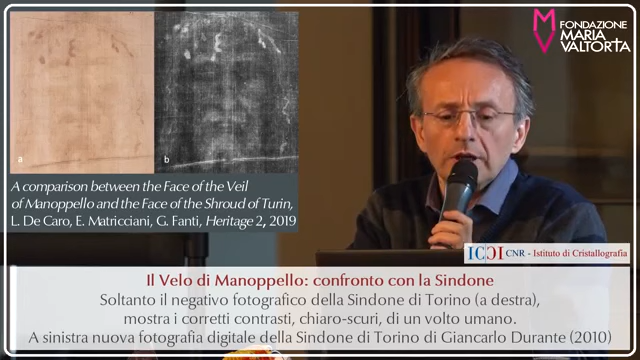 FONDAZIONE
MARIA
VALTORTA
a
b
A comparison between the Face of the Veil
of Manoppello and the Face of the Shroud of Turin,
L. De Caro, E. Matricciani, G. Fanti, Heritage 2, 2019
CNR - Istituto di Cristallografia
Il Velo di Manoppello: confronto con la Sindone
Soltanto il negativo fotografico della Sindone di Torino (a destra),
mostra i corretti contrasti, chiaro-scuri, di un volto umano.
A sinistra nuova fotografia digitale della Sindone di Torino di Giancarlo Durante (2010)